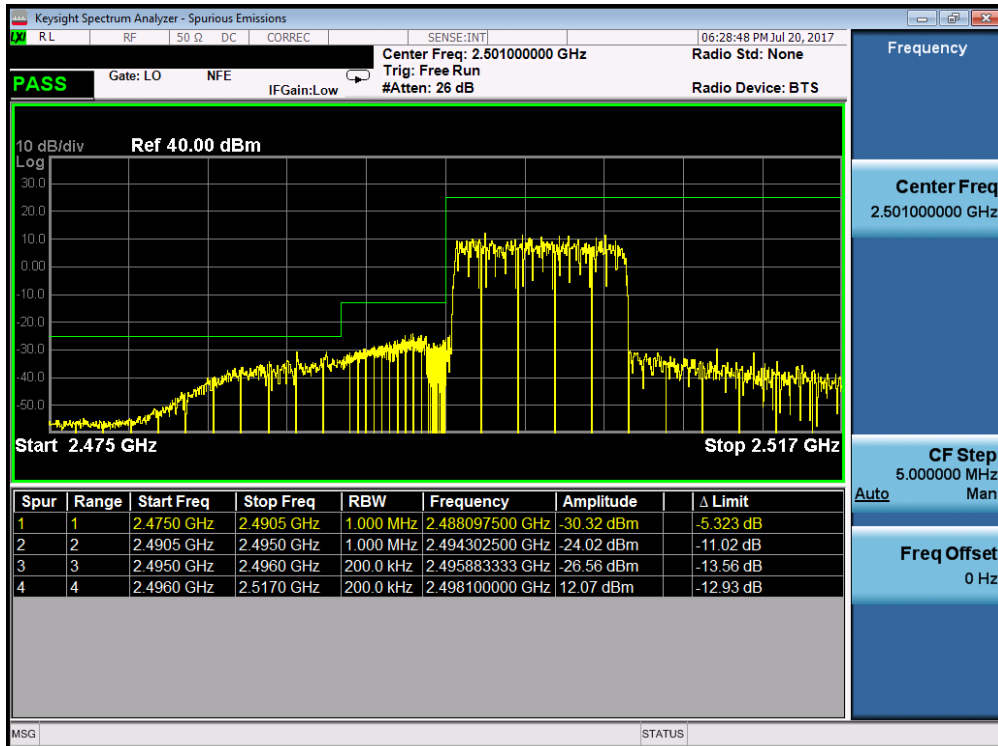 Keysight Spectrum Analyzer - Spurious Emissions
LXI RL RF 50 Ω DC CORREC SENSE:INT 06:28:48 PM Jul 20, 2017
Center Freq: 2.501000000 GHz Radio Std: None
PASS Gate: LO NFE Trig: Free Run
IFGain:Low #Atten: 26 dB Radio Device: BTS
10 dB/div Ref 40.00 dBm
Log
30.0
20.0
10.0
0.00
-10.0
-20.0
-30.0
-40.0
-50.0
Start 2.475 GHz Stop 2.517 GHz
Spur Range Start Freq Stop Freq RBW Frequency Amplitude Δ Limit
1 1 2.4750 GHz 2.4905 GHz 1.000 MHz 2.488097500 GHz -30.32 dBm -5.323 dB
2 2 2.4905 GHz 2.4950 GHz 1.000 MHz 2.494302500 GHz -24.02 dBm -11.02 dB
3 3 2.4950 GHz 2.4960 GHz 200.0 kHz 2.495883333 GHz -26.56 dBm -13.56 dB
4 4 2.4960 GHz 2.5170 GHz 200.0 kHz 2.498100000 GHz 12.07 dBm -12.93 dB
MSG STATUS
Frequency
Center Freq
2.501000000 GHz
CF Step
5.000000 MHz
Auto Man
Freq Offset
0 Hz